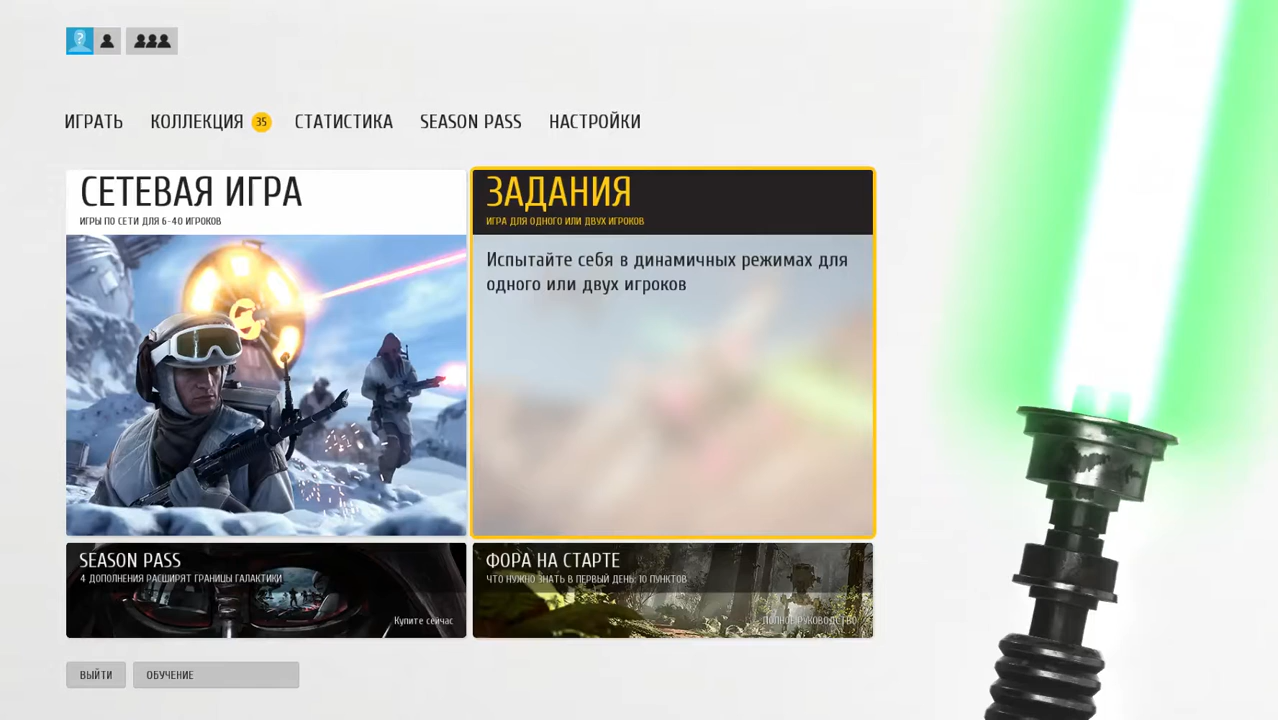 ИГРАТЬ КОЛЛЕКЦИЯ 35 СТАТИСТИКА SEASON PASS НАСТРОЙКИ
СЕТЕВАЯ ИГРА
ИГРЫ ПО СЕТИ ДЛЯ 6-40 ИГРОКОВ
ЗАДАНИЯ
ИГРА ДЛЯ ОДНОГО ИЛИ ДВУХ ИГРОКОВ
Испытайте себя в динамичных режимах для
одного или двух игроков
SEASON PASS
4 ДОПОЛНЕНИЯ РАСШИРЯТ ГРАНИЦЫ ГАЛАКТИКИ
Купите сейчас
ФОРА НА СТАРТЕ
ЧТО НУЖНО ЗНАТЬ В ПЕРВЫЙ ДЕНЬ: 10 ПУНКТОВ
ПОЛНОЕ РУКОВОДСТВО
ВЫЙТИ ОБУЧЕНИЕ